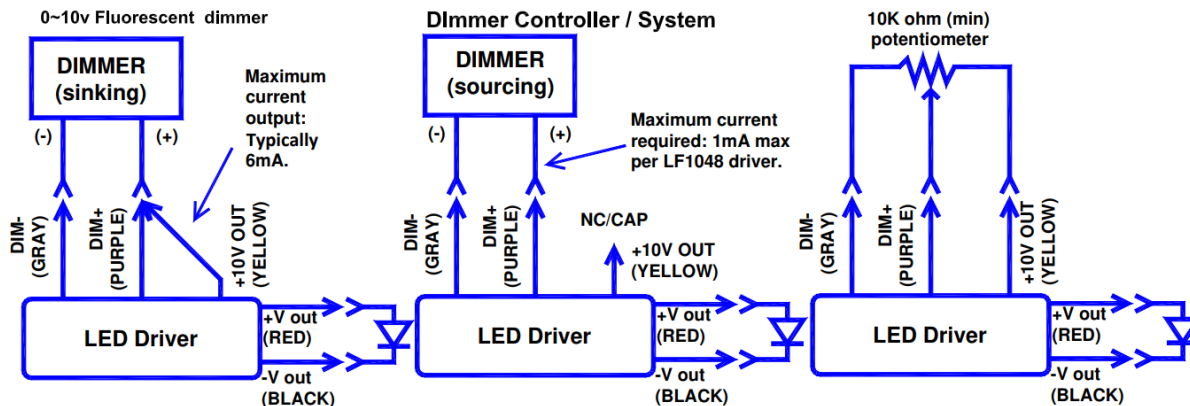 0~10v Fluorescent dimmer
DIMMER
(sinking)
(-)
(+)
Maximum
current
output:
Typically
6mA.
DIM-
(GRAY)
DIM+
(PURPLE)
+10V OUT
(YELLOW)
LED Driver
+V out
(RED)
-V out
(BLACK)
DImmer Controller / System
DIMMER
(sourcing)
(-)
(+)
Maximum current
required: 1mA max
per LF1048 driver.
DIM-
(GRAY)
DIM+
(PURPLE)
NC/CAP
+10V OUT
(YELLOW)
LED Driver
+V out
(RED)
-V out
(BLACK)
10K ohm (min)
potentiometer
DIM-
(GRAY)
DIM+
(PURPLE)
+10V OUT
(YELLOW)
LED Driver
+V out
(RED)
-V out
(BLACK)